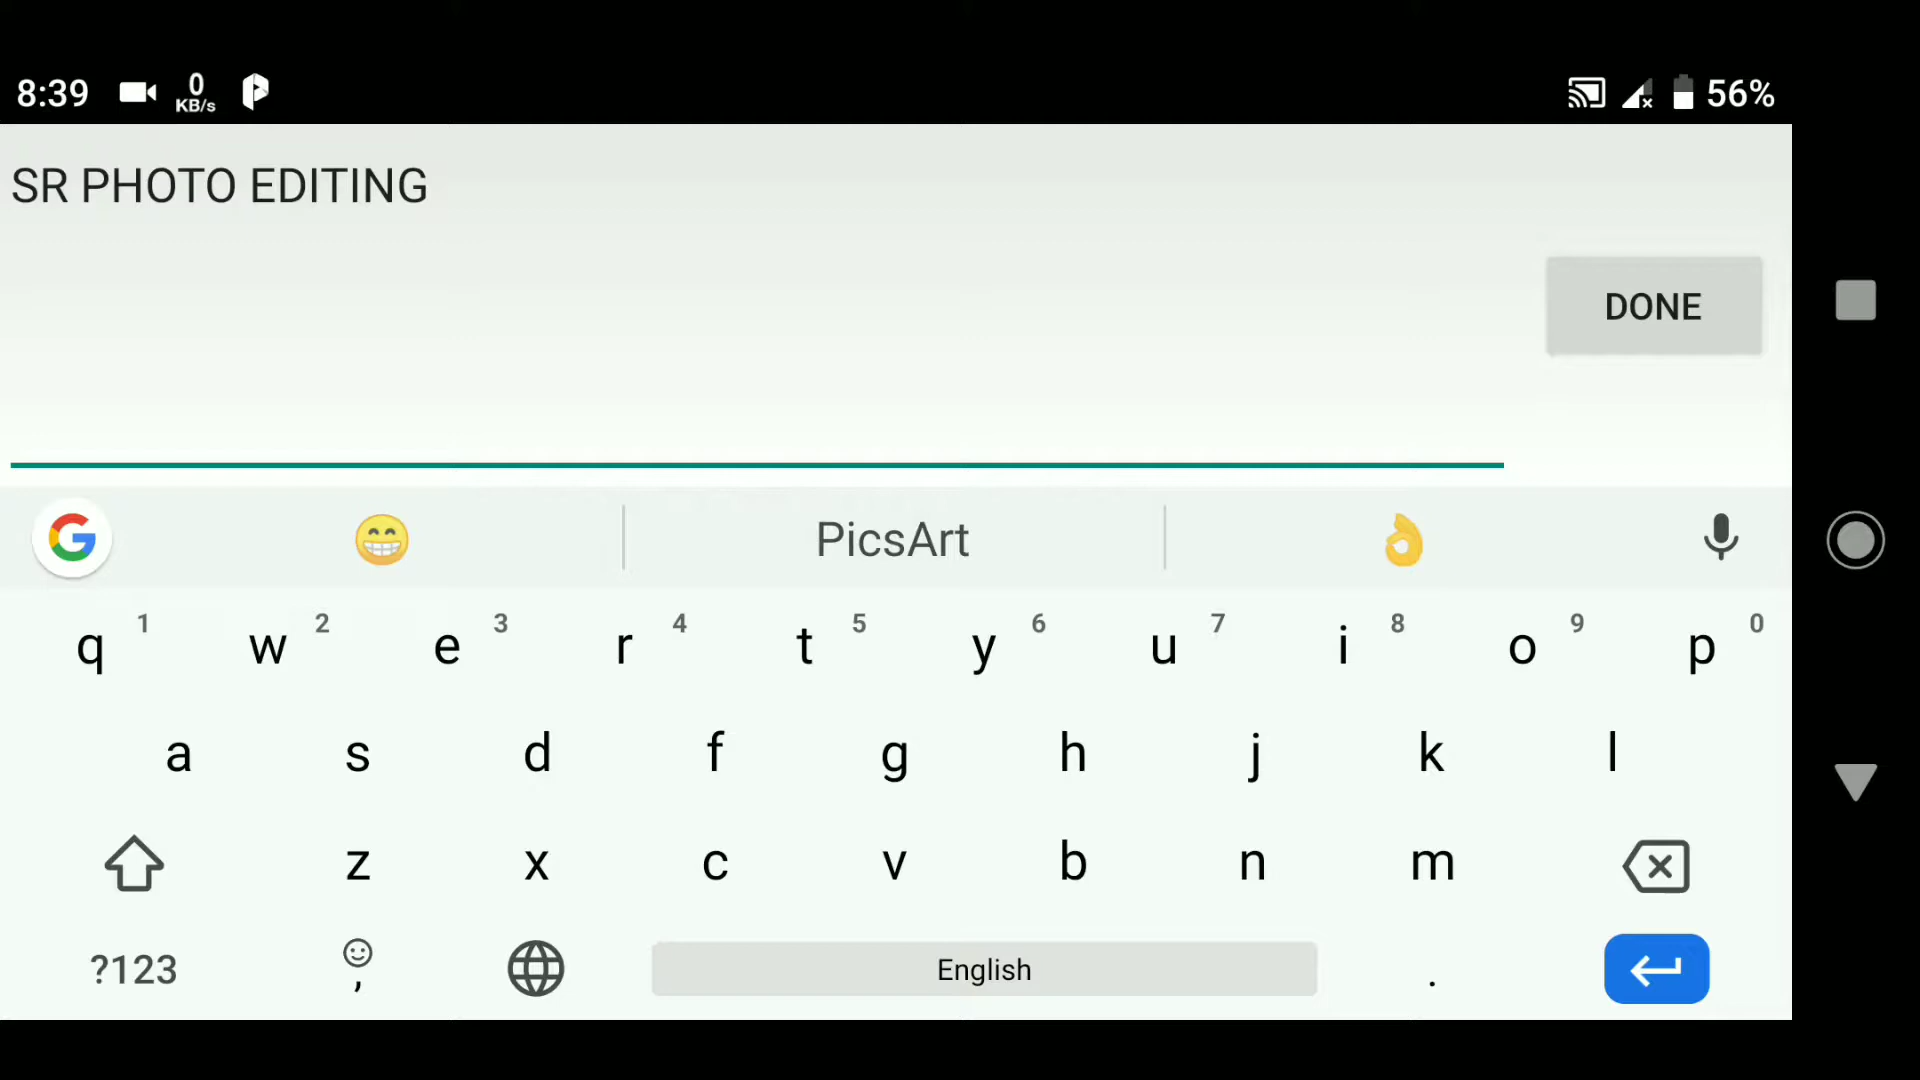 8:39 0 KB/s 56%
SR PHOTO EDITING
DONE
G PicsArt
q 1 w 2 e 3 r 4 t 5 y 6 u 7 i 8 o 9 p 0
a s d f g h j k l
z x c v b n m
?123 , English .